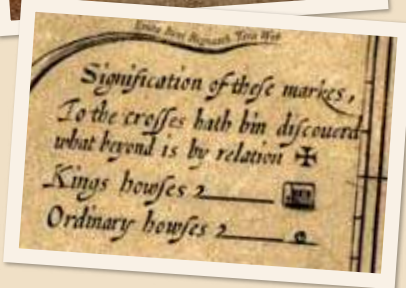 Signification of these markes,
To the crosses hath bin discouerd
what beyond is by relation ✠
Kings howses
Ordinary howses